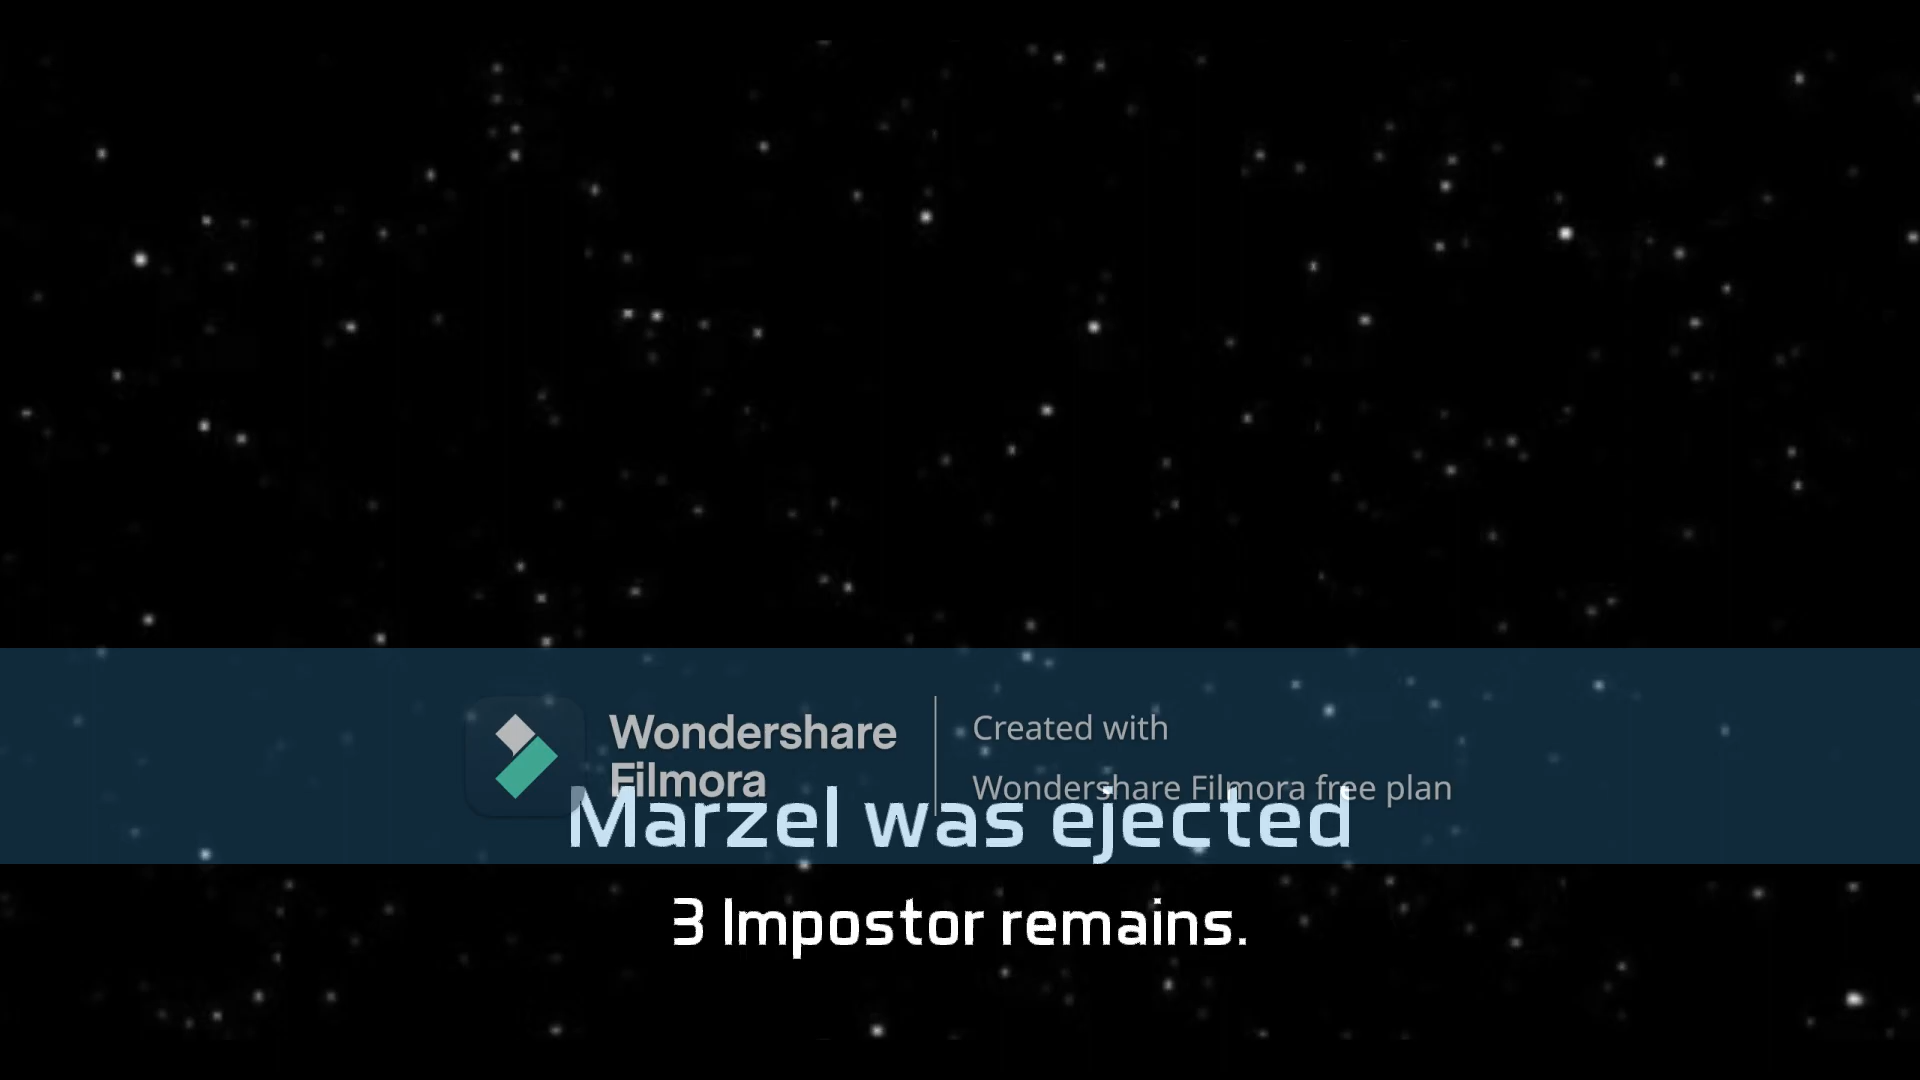 Wondershare
Filmora
Created with
Wondershare Filmora free plan
Marzel was ejected
3 Impostor remains.